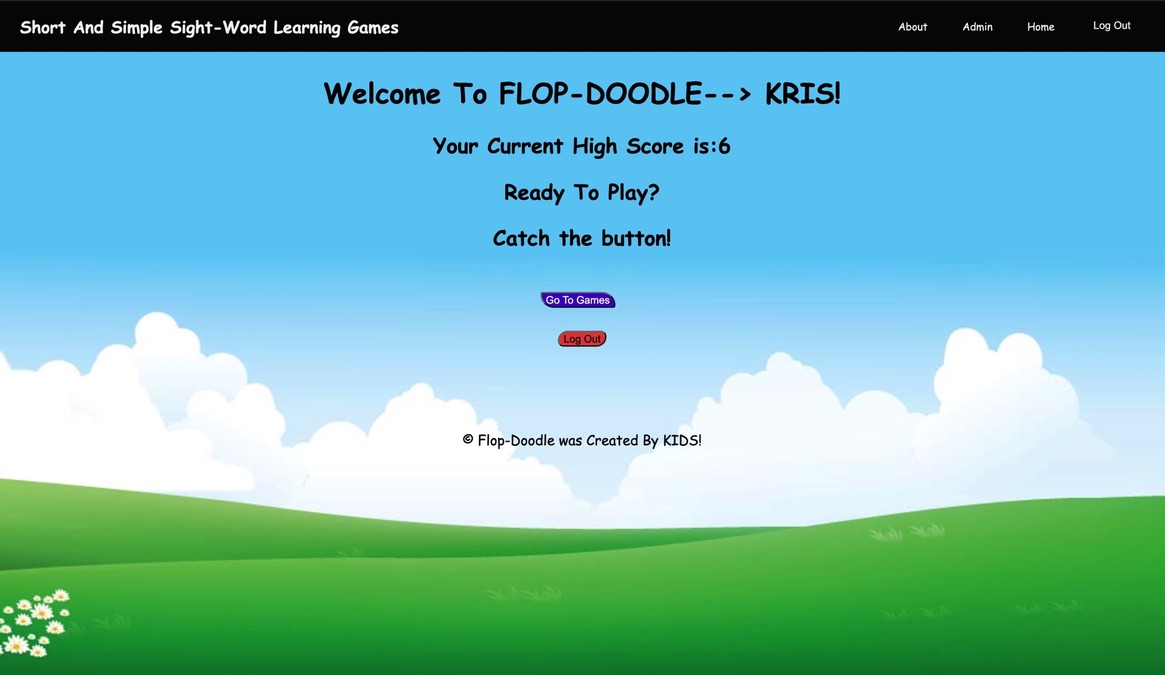 Short And Simple Sight-Word Learning Games
About Admin Home Log Out
Welcome To FLOP-DOODLE--> KRIS!
Your Current High Score is:6
Ready To Play?
Catch the button!
Go To Games
Log Out
© Flop-Doodle was Created By KIDS!